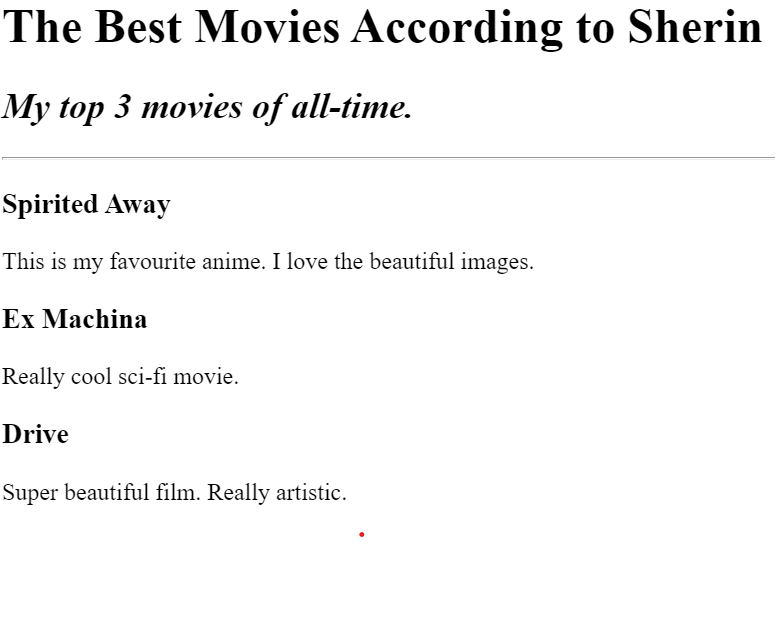 The Best Movies According to Sherin
My top 3 movies of all-time.
Spirited Away
This is my favourite anime. I love the beautiful images.
Ex Machina
Really cool sci-fi movie.
Drive
Super beautiful film. Really artistic.